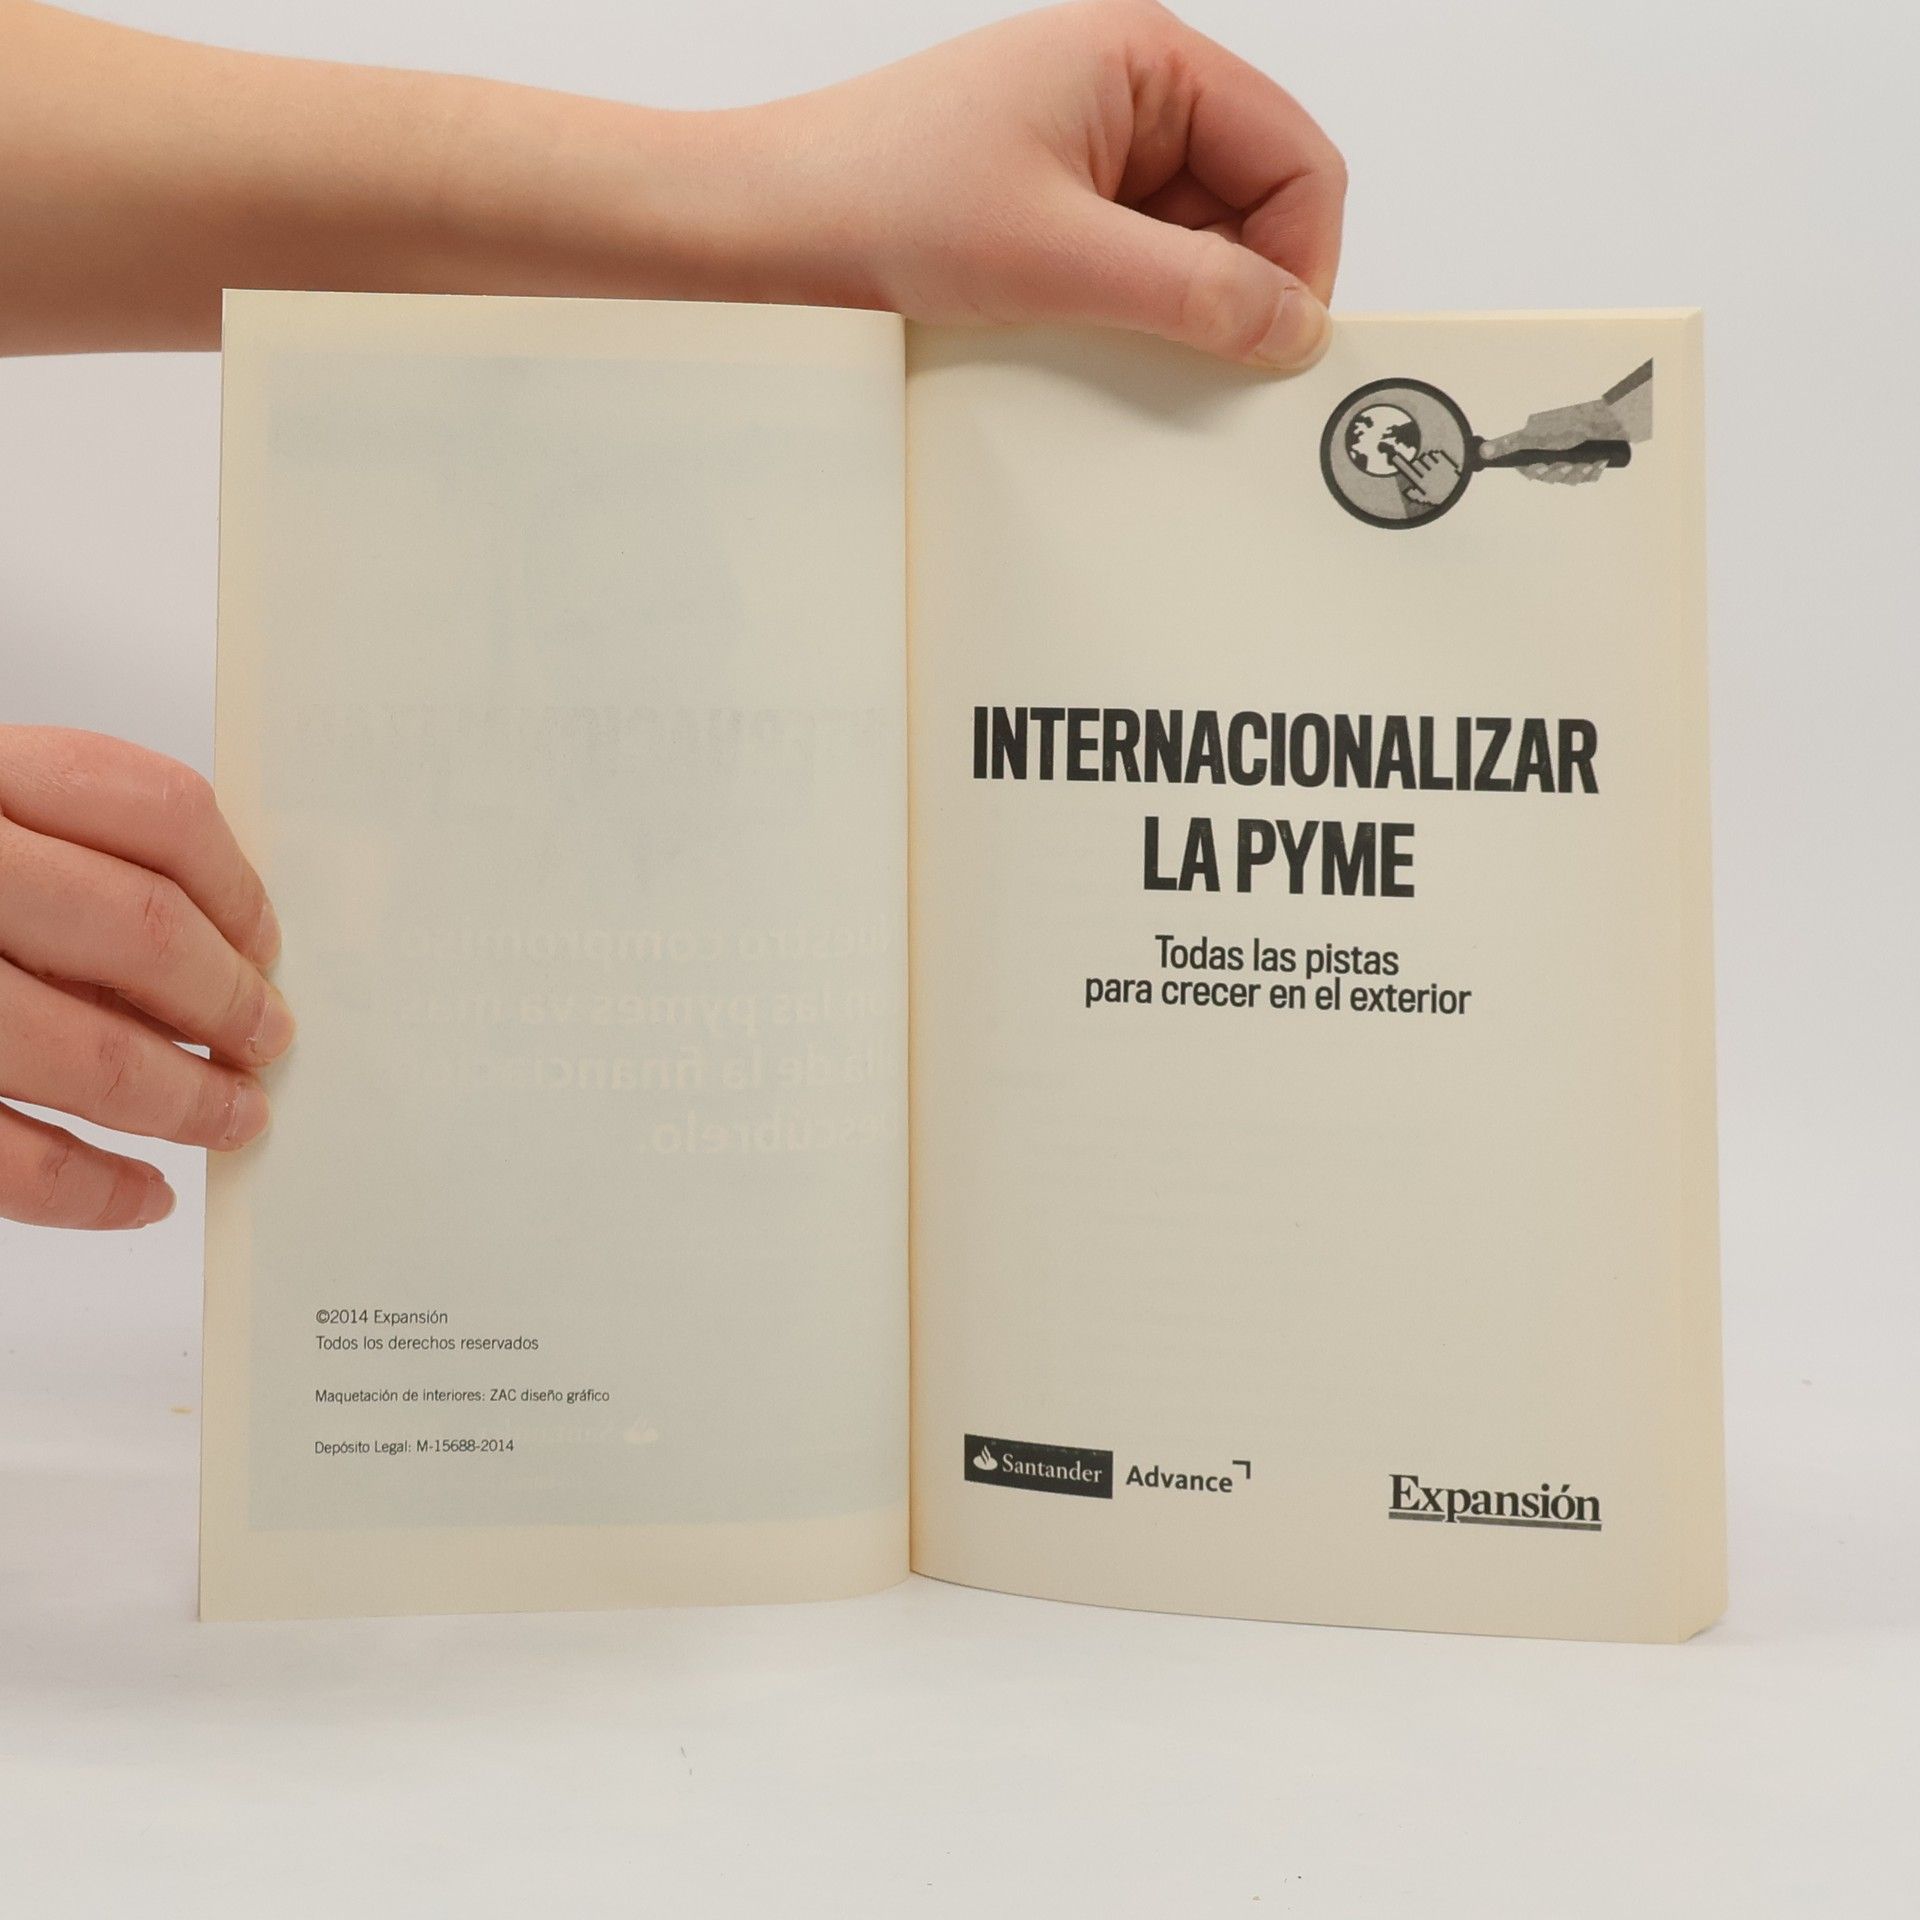 ©2014 Expansión
Todos los derechos reservados
Maquetación de interiores: ZAC diseño gráfico
Depósito Legal: M-15688-2014
INTERNACIONALIZAR
LA PYME
Todas las pistas
para crecer en el exterior
Santander Advance
Expansión